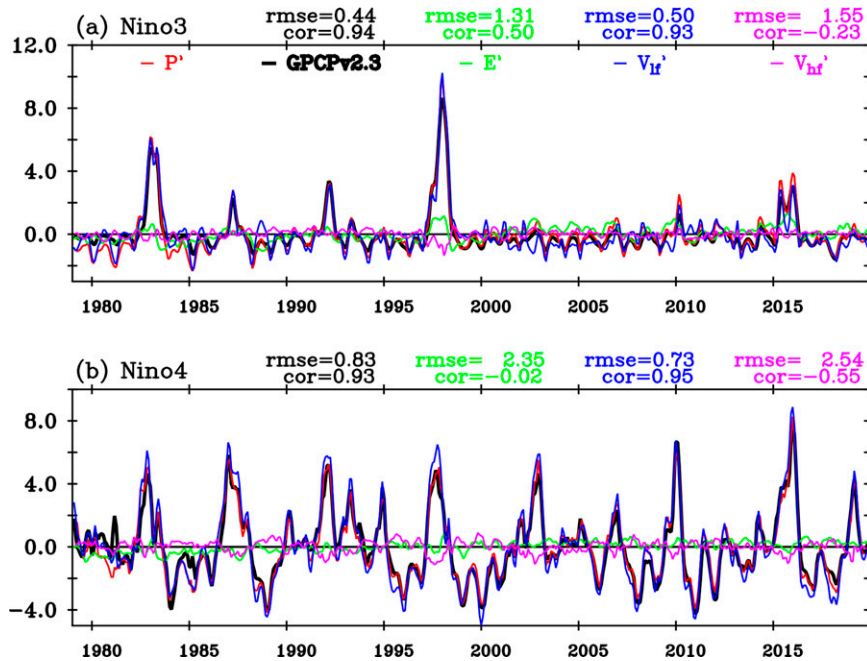 (a) Nino3 rmse=0.44 rmse= 1.31 rmse=0.50 rmse= 1.55
cor=0.94 cor=0.50 cor=0.93 cor=−0.23
12.0
– P' – GPCPv2.3 – E' – Vlf' – Vhf'
8.0
4.0
0.0
1980 1985 1990 1995 2000 2005 2010 2015
(b) Nino4 rmse=0.83 rmse= 2.35 rmse=0.73 rmse= 2.54
cor=0.93 cor=−0.02 cor=0.95 cor=−0.55
8.0
4.0
0.0
−4.0
1980 1985 1990 1995 2000 2005 2010 2015